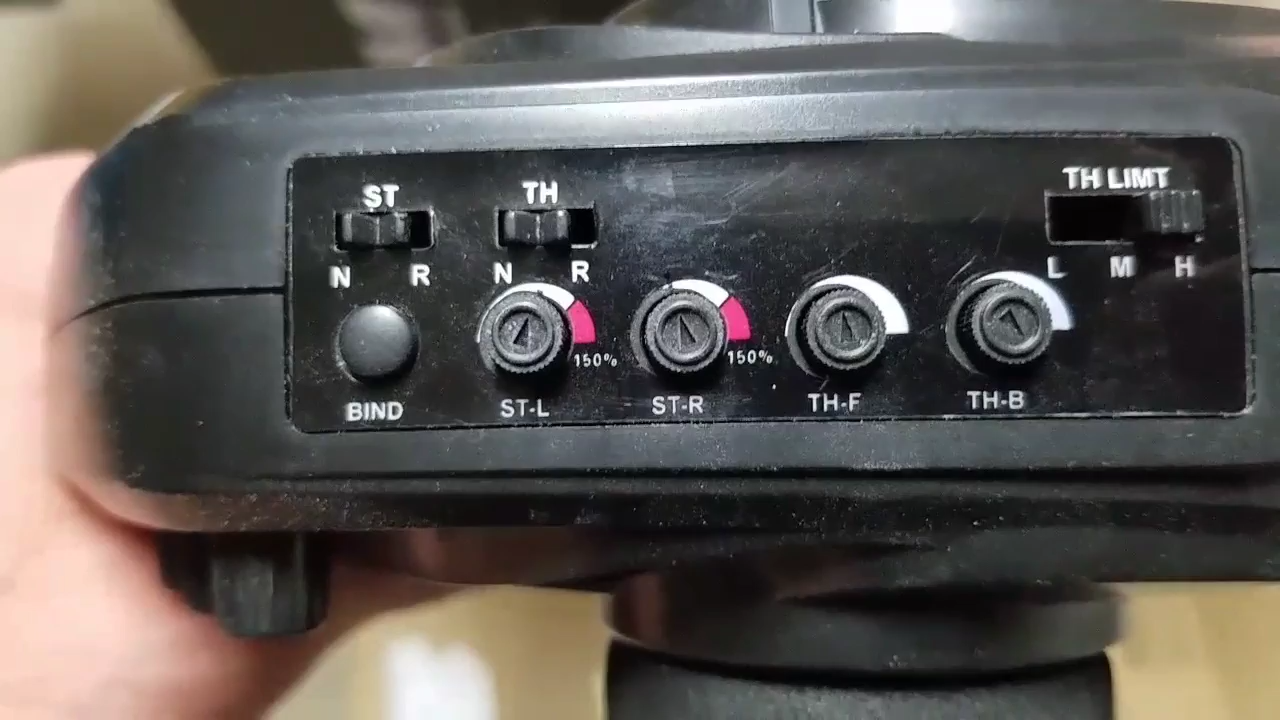 ST TH TH LIMT
N R N R L M H
150% 150%
BIND ST-L ST-R TH-F TH-B